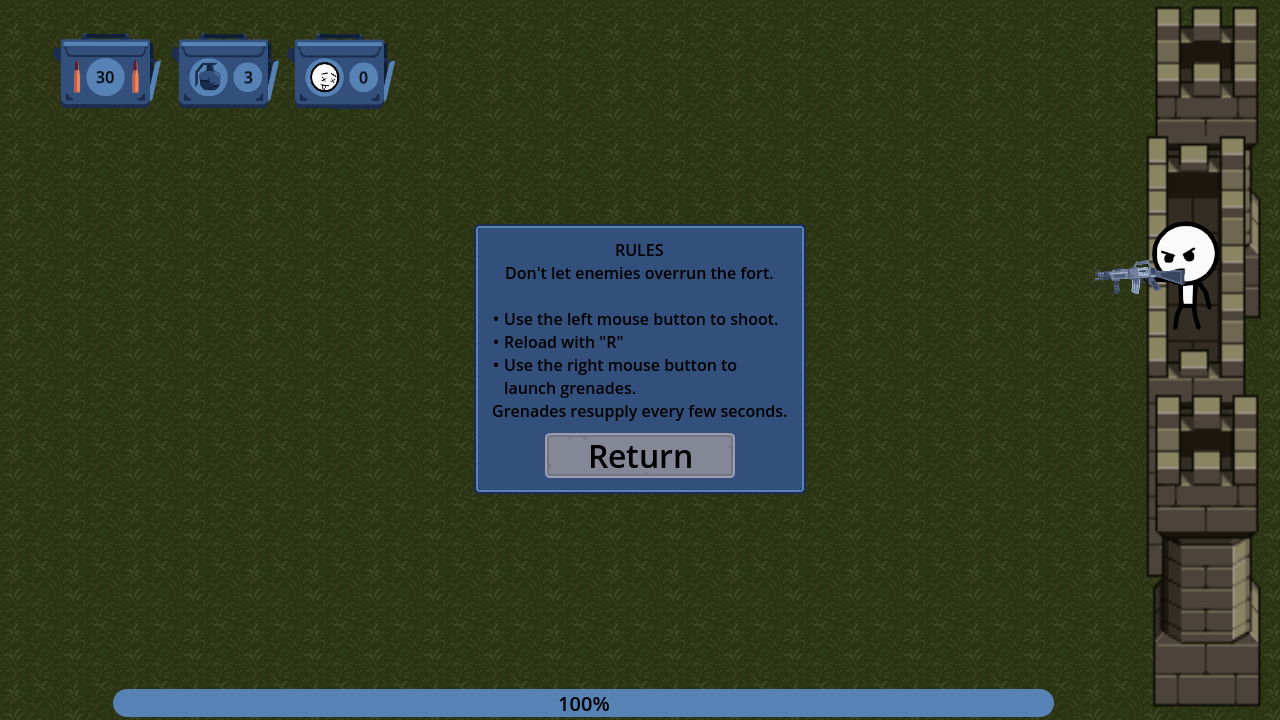 30
3
0
RULES
Don't let enemies overrun the fort.
• Use the left mouse button to shoot.
• Reload with "R"
• Use the right mouse button to
launch grenades.
Grenades resupply every few seconds.
Return
100%